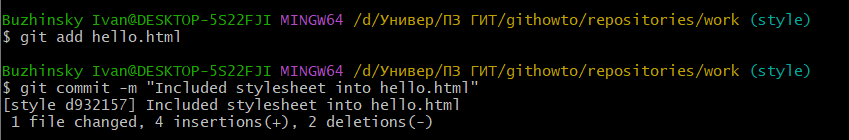 Buzhinsky Ivan@DESKTOP-5S22FJI MINGW64 /d/Универ/ПЗ ГИТ/githowto/repositories/work (style)
$ git add hello.html
Buzhinsky Ivan@DESKTOP-5S22FJI MINGW64 /d/Универ/ПЗ ГИТ/githowto/repositories/work (style)
$ git commit -m "Included stylesheet into hello.html"
[style d932157] Included stylesheet into hello.html
1 file changed, 4 insertions(+), 2 deletions(-)